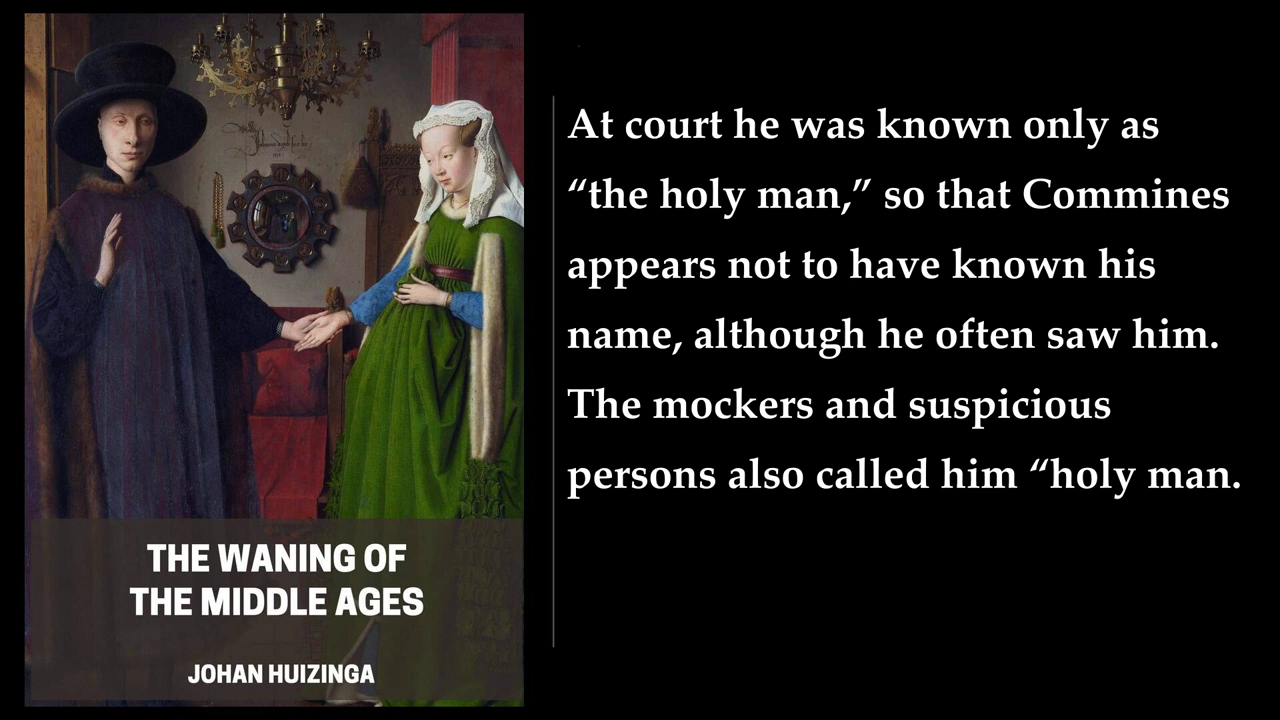 THE WANING OF
THE MIDDLE AGES
JOHAN HUIZINGA
At court he was known only as
“the holy man,” so that Commines
appears not to have known his
name, although he often saw him.
The mockers and suspicious
persons also called him “holy man.